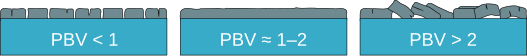 PBV < 1
PBV ≈ 1–2
PBV > 2